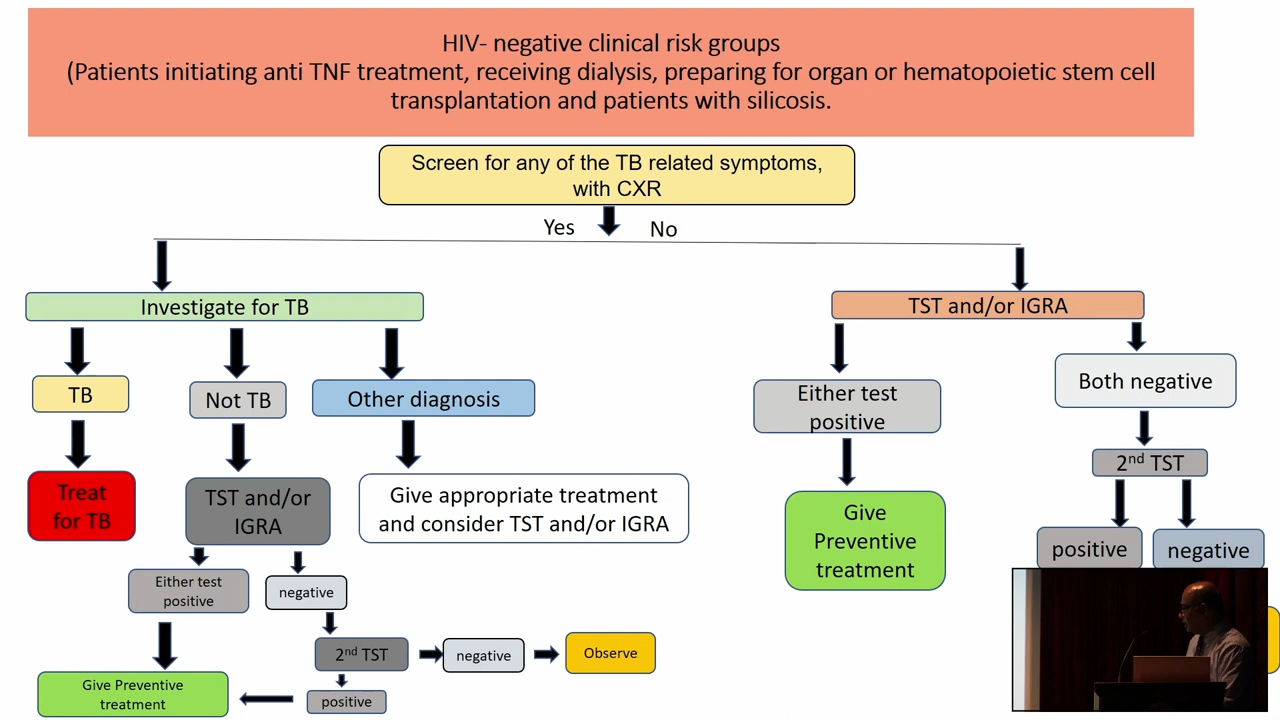 HIV- negative clinical risk groups
(Patients initiating anti TNF treatment, receiving dialysis, preparing for organ or hematopoietic stem cell
transplantation and patients with silicosis.
Screen for any of the TB related symptoms,
with CXR
Yes
No
Investigate for TB
TST and/or IGRA
TB
Not TB
Other diagnosis
Either test
positive
Both negative
2nd TST
Treat
for TB
TST and/or
IGRA
Give appropriate treatment
and consider TST and/or IGRA
Give
Preventive
treatment
positive
negative
Either test
positive
negative
2nd TST
negative
Observe
Give Preventive
treatment
positive